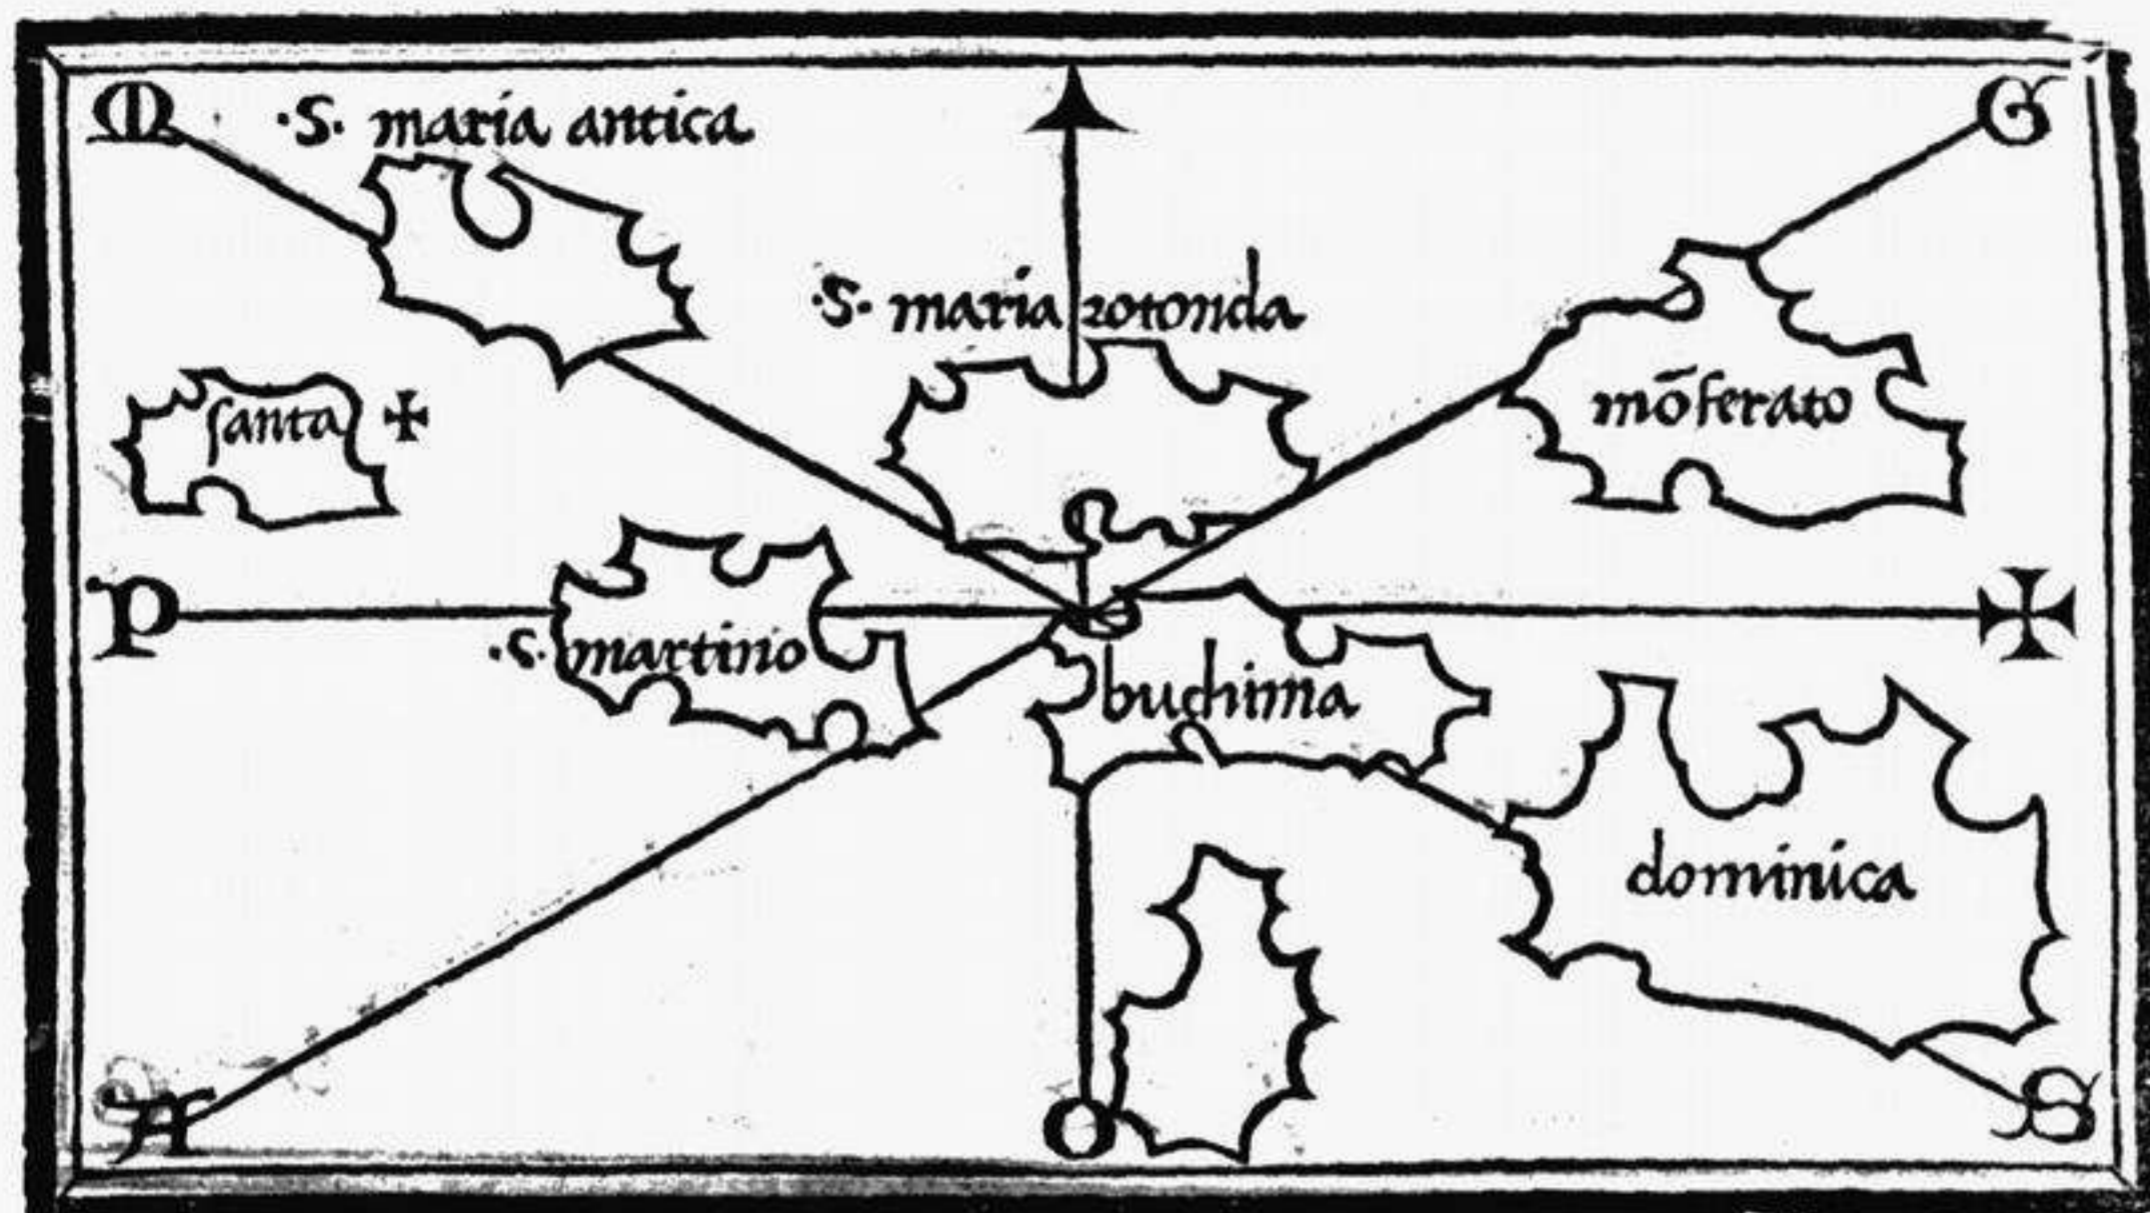 M
·S· maria antica
G
·S· maria rotonda
santa ✠
mōferato
P
·S· martino
✠
buchima
dominica
A
O
S